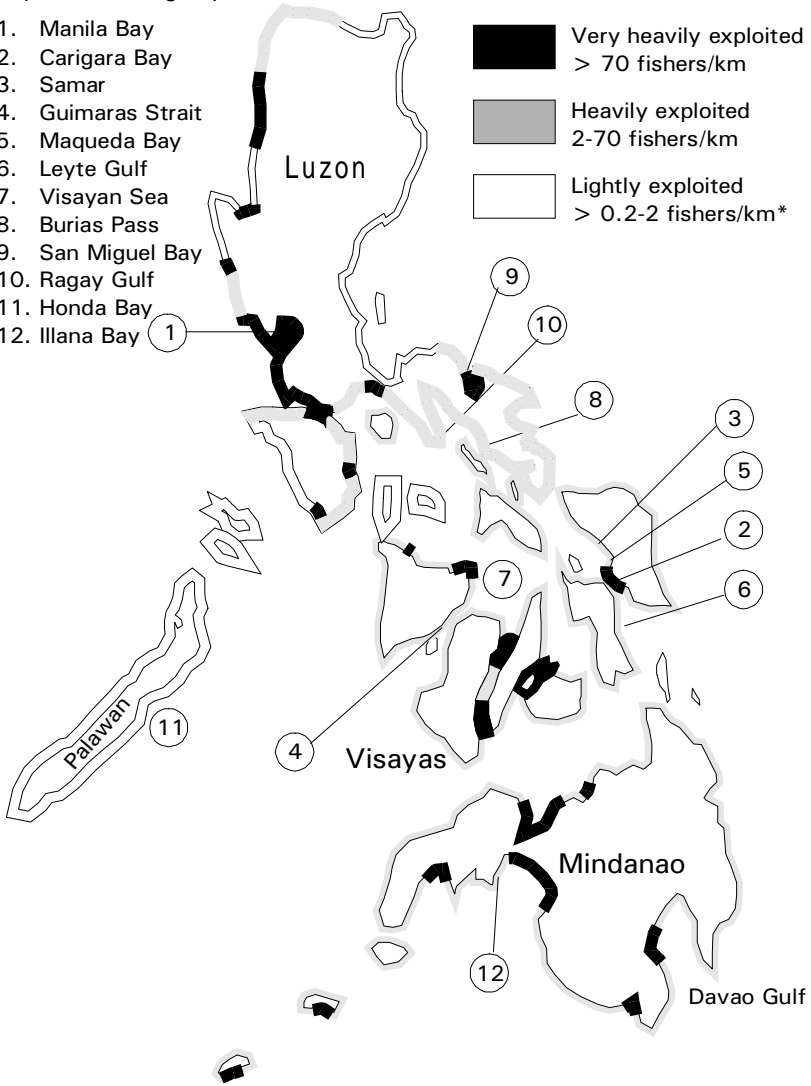 1. Manila Bay
2. Carigara Bay
3. Samar
4. Guimaras Strait
5. Maqueda Bay
6. Leyte Gulf
7. Visayan Sea
8. Burias Pass
9. San Miguel Bay
10. Ragay Gulf
11. Honda Bay
12. Illana Bay
Very heavily exploited
> 70 fishers/km
Heavily exploited
2-70 fishers/km
Lightly exploited
> 0.2-2 fishers/km*
Luzon
1
9
10
8
3
5
2
7
6
Palawan
11
4
Visayas
Mindanao
12
Davao Gulf